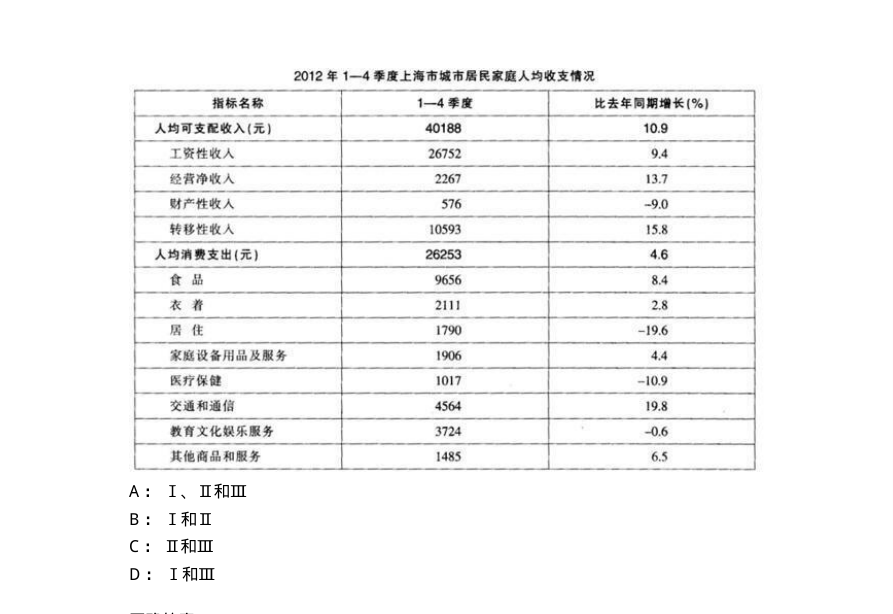 2012 年 1—4 季度上海市城市居民家庭人均收支情况
指标名称 1—4 季度 比去年同期增长(%)
人均可支配收入(元) 40188 10.9
工资性收入 26752 9.4
经营净收入 2267 13.7
财产性收入 576 −9.0
转移性收入 10593 15.8
人均消费支出(元) 26253 4.6
食 品 9656 8.4
衣 着 2111 2.8
居 住 1790 −19.6
家庭设备用品及服务 1906 4.4
医疗保健 1017 −10.9
交通和通信 4564 19.8
教育文化娱乐服务 3724 −0.6
其他商品和服务 1485 6.5
A： Ⅰ、Ⅱ和Ⅲ
B： Ⅰ和Ⅱ
C： Ⅱ和Ⅲ
D： Ⅰ和Ⅲ